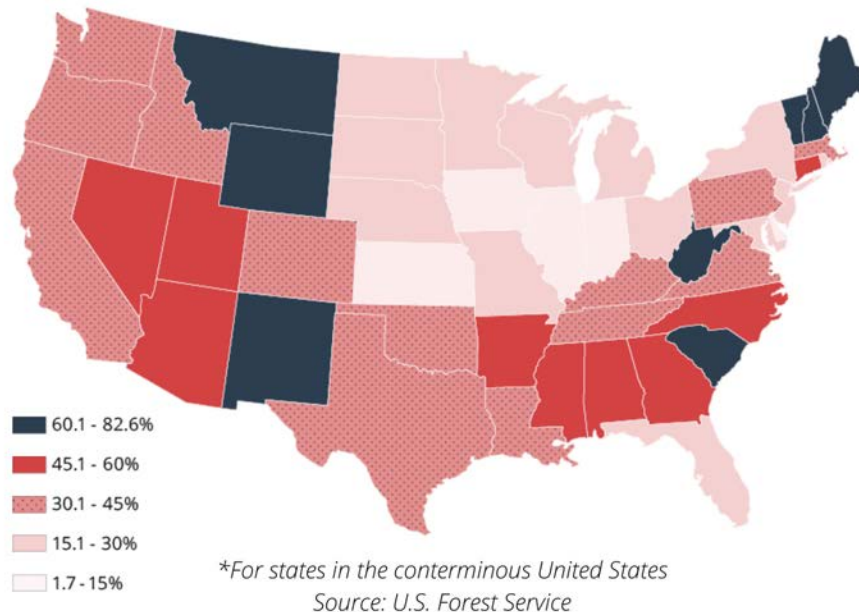 60.1 - 82.6%
45.1 - 60%
30.1 - 45%
15.1 - 30%
1.7 - 15%
*For states in the conterminous United States
Source: U.S. Forest Service